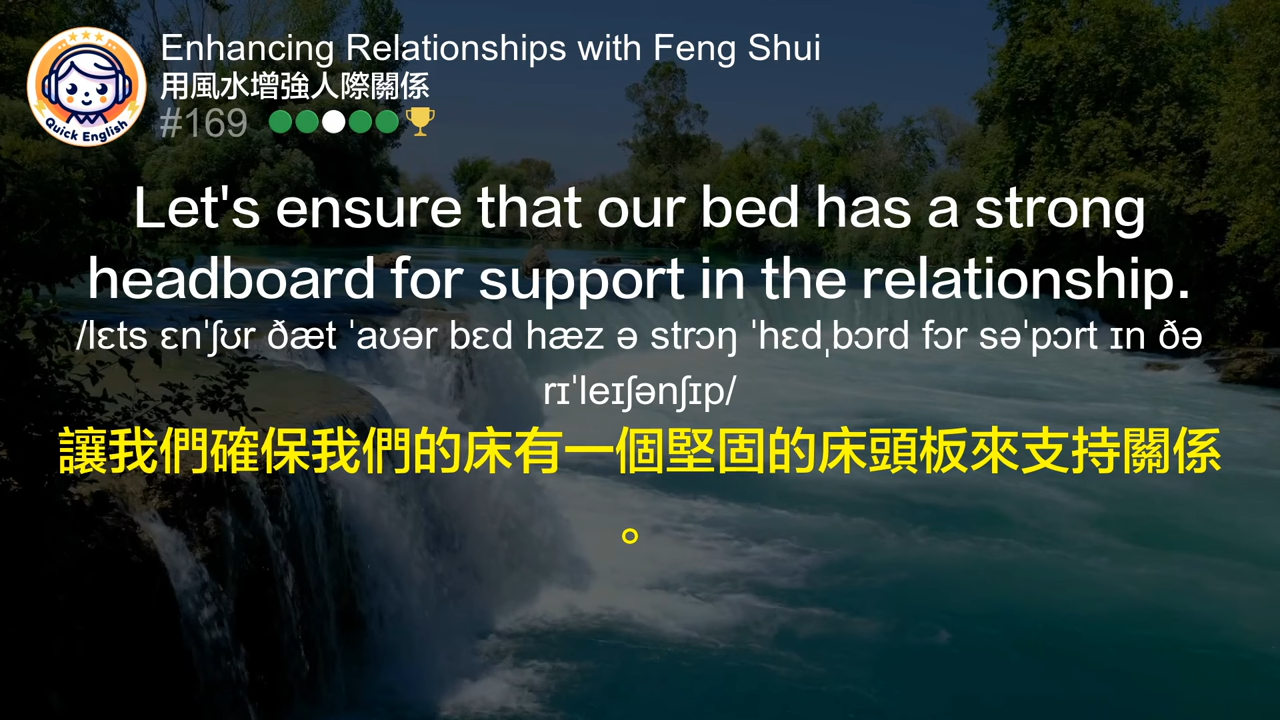 Quick English
Enhancing Relationships with Feng Shui
用風水增強人際關係
#169
Let's ensure that our bed has a strong
headboard for support in the relationship.
/lɛts ɛnˈʃʊr ðæt ˈaʊər bɛd hæz ə strɔŋ ˈhɛdˌbɔrd fɔr səˈpɔrt ɪn ðə
rɪˈleɪʃənʃɪp/
讓我們確保我們的床有一個堅固的床頭板來支持關係
。